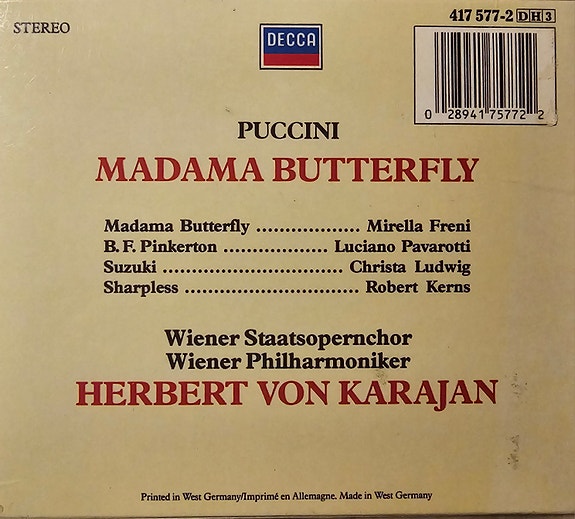 STEREO
DECCA
417 577-2 DH3
0 28941 75772 2
PUCCINI
MADAMA BUTTERFLY
Madama Butterfly .................. Mirella Freni
B. F. Pinkerton .................. Luciano Pavarotti
Suzuki ............................... Christa Ludwig
Sharpless .............................. Robert Kerns
Wiener Staatsopernchor
Wiener Philharmoniker
HERBERT VON KARAJAN
Printed in West Germany/Imprimé en Allemagne. Made in West Germany